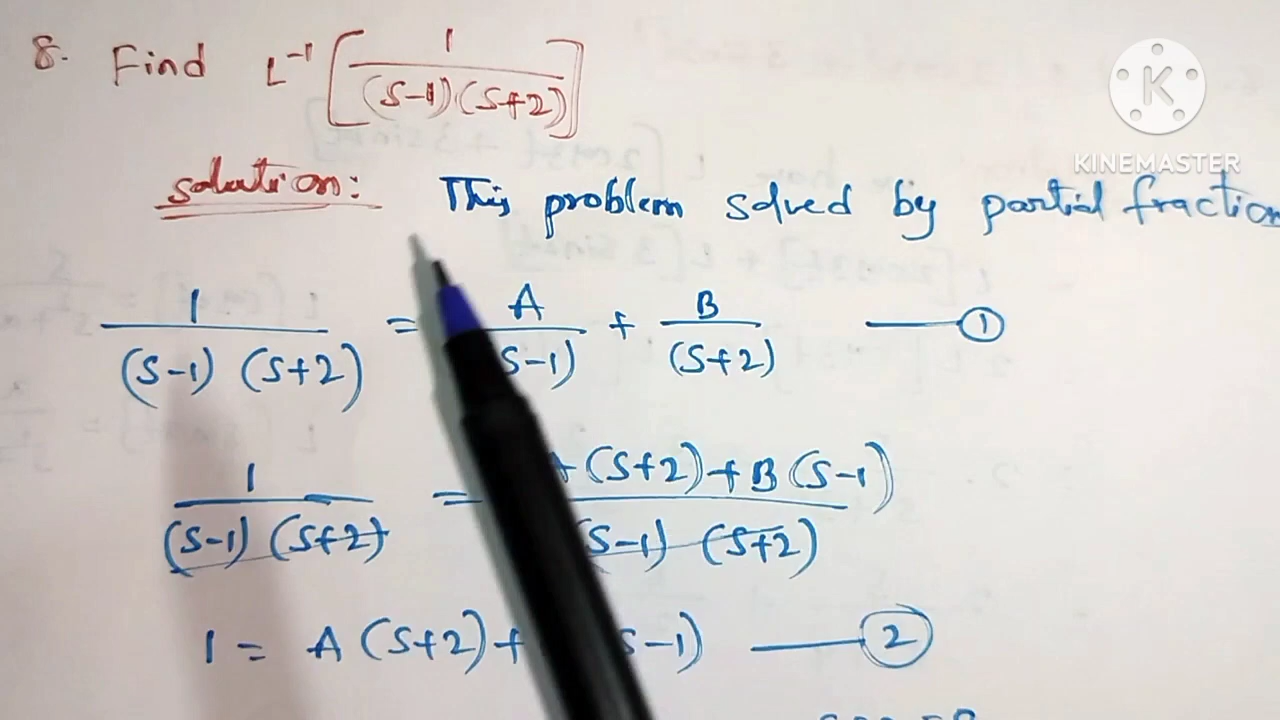 8. Find L⁻¹ [ 1 / (S-1)(S+2) ]
K
KINEMASTER
solution: This problem solved by partial fraction
1 / (S-1) (S+2) = A / S-1) + B / (S+2) — ①
1 / (S-1) (S+2) = A (S+2) + B (S-1) / (S-1) (S+2)
1 = A (S+2) + S-1) — ②